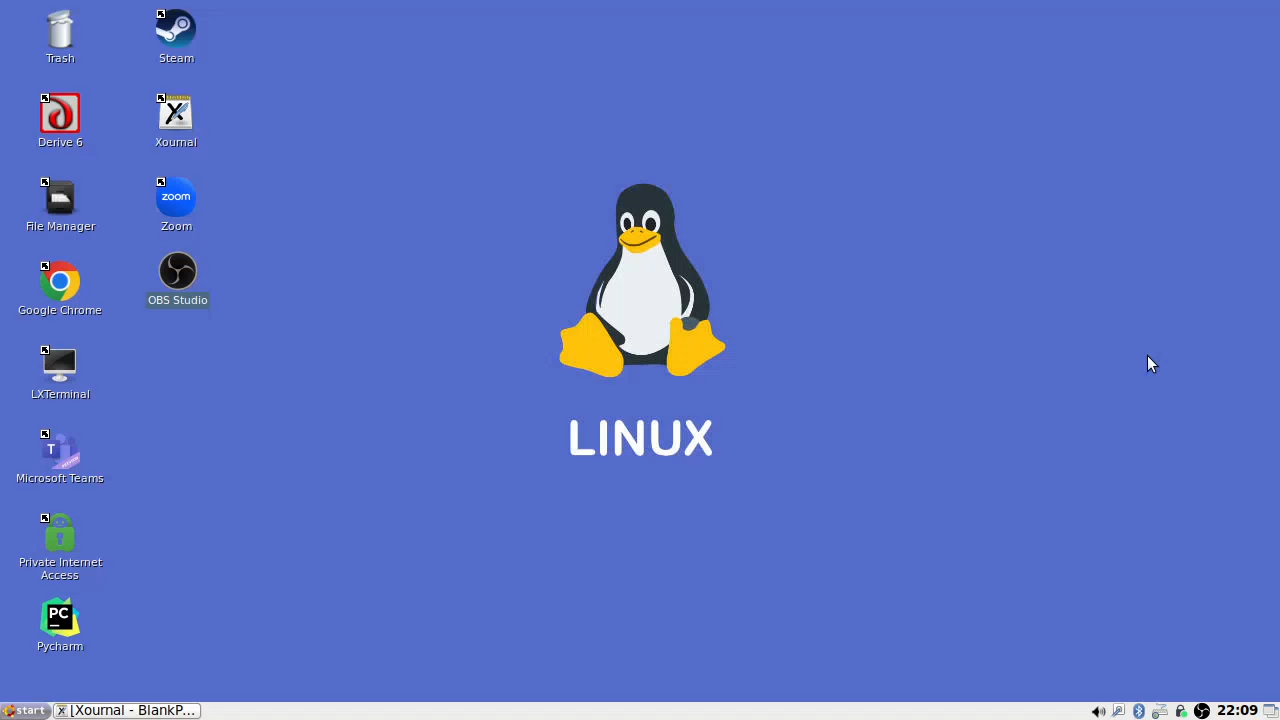 Trash
Steam
Derive 6
Xournal
File Manager
zoom
Zoom
Google Chrome
OBS Studio
LXTerminal
T
Microsoft Teams
Private Internet
Access
PC
Pycharm
LINUX
start
[Xournal - BlankP...
22:09